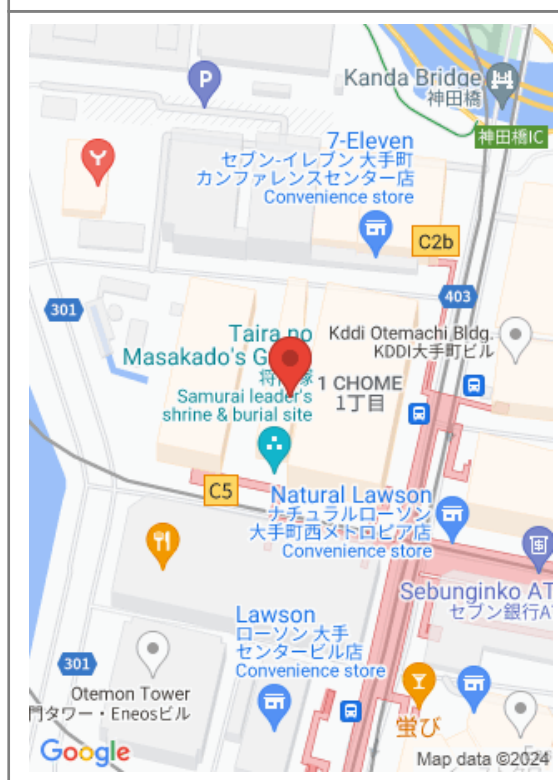 Kanda Bridge
神田橋
P
神田橋IC
7-Eleven
セブン-イレブン 大手町
カンファレンスセンター店
Convenience store
C2b
301
403
Taira no
Masakado's G
Kddi Otemachi Bldg.
KDDI大手町ビル
Samurai leader's
shrine & burial site
1 CHOME
1丁目
C5
Natural Lawson
ナチュラルローソン
大手町西メトロピア店
Convenience store
Sebunginko AT
セブン銀行A
Lawson
ローソン 大手
センタービル店
Convenience store
301
Otemon Tower
門タワー・Eneosビル
蛍び
Google
Map data ©2024